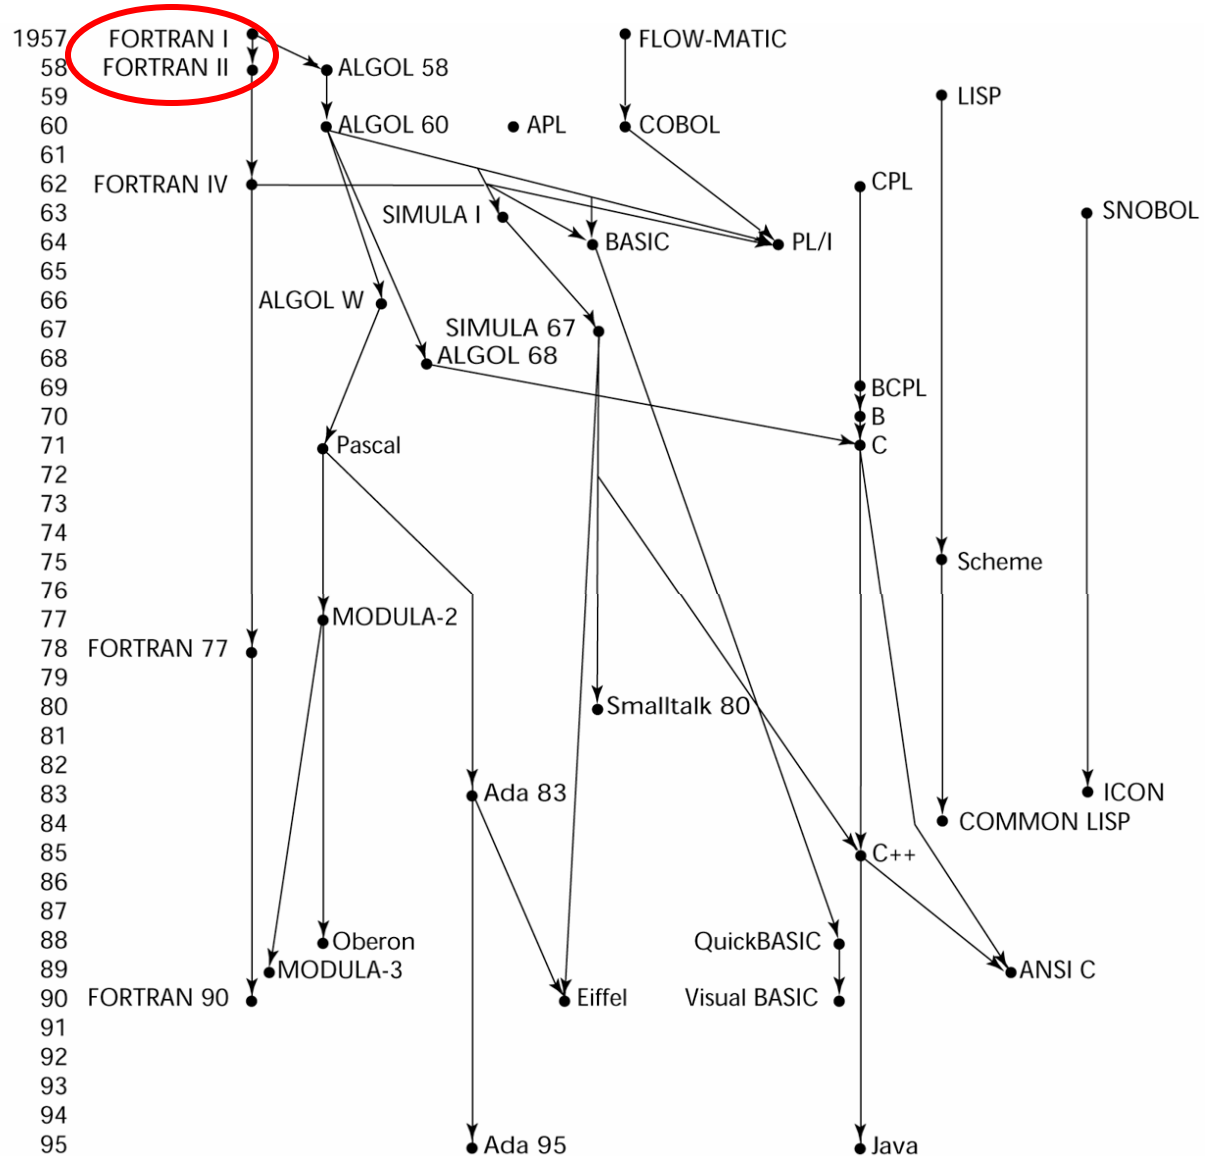 1957 FORTRAN I FLOW-MATIC
58 FORTRAN II ALGOL 58
59 LISP
60 ALGOL 60 APL COBOL
61
62 FORTRAN IV CPL
63 SIMULA I SNOBOL
64 BASIC PL/I
65
66 ALGOL W
67 SIMULA 67
68 ALGOL 68
69 BCPL
70 B
71 Pascal C
72
73
74
75 Scheme
76
77 MODULA-2
78 FORTRAN 77
79
80 Smalltalk 80
81
82
83 Ada 83 ICON
84 COMMON LISP
85 C++
86
87
88 Oberon QuickBASIC
89 MODULA-3 ANSI C
90 FORTRAN 90 Eiffel Visual BASIC
91
92
93
94
95 Ada 95 Java